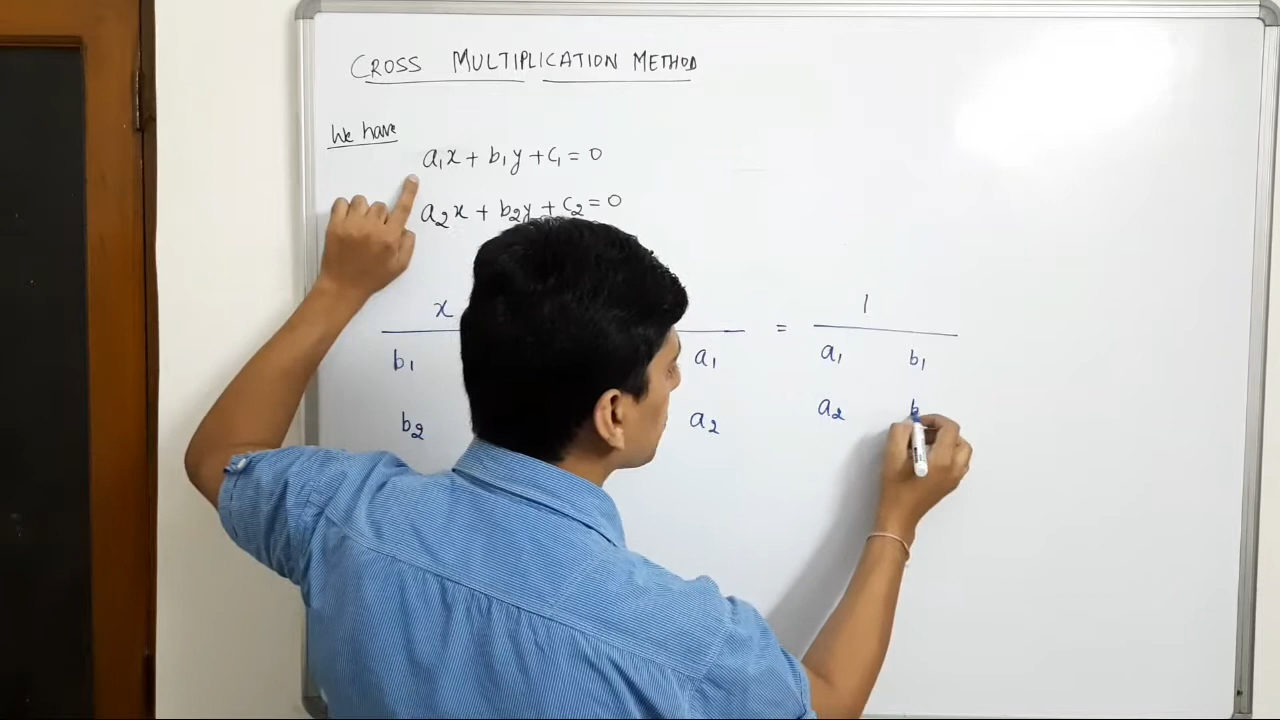 CROSS MULTIPLICATION METHOD
We have
a₁x + b₁y + c₁ = 0
a₂x + b₂y + c₂ = 0
x = 1
b₁ a₁ a₁ b₁
b₂ a₂ a₂ b